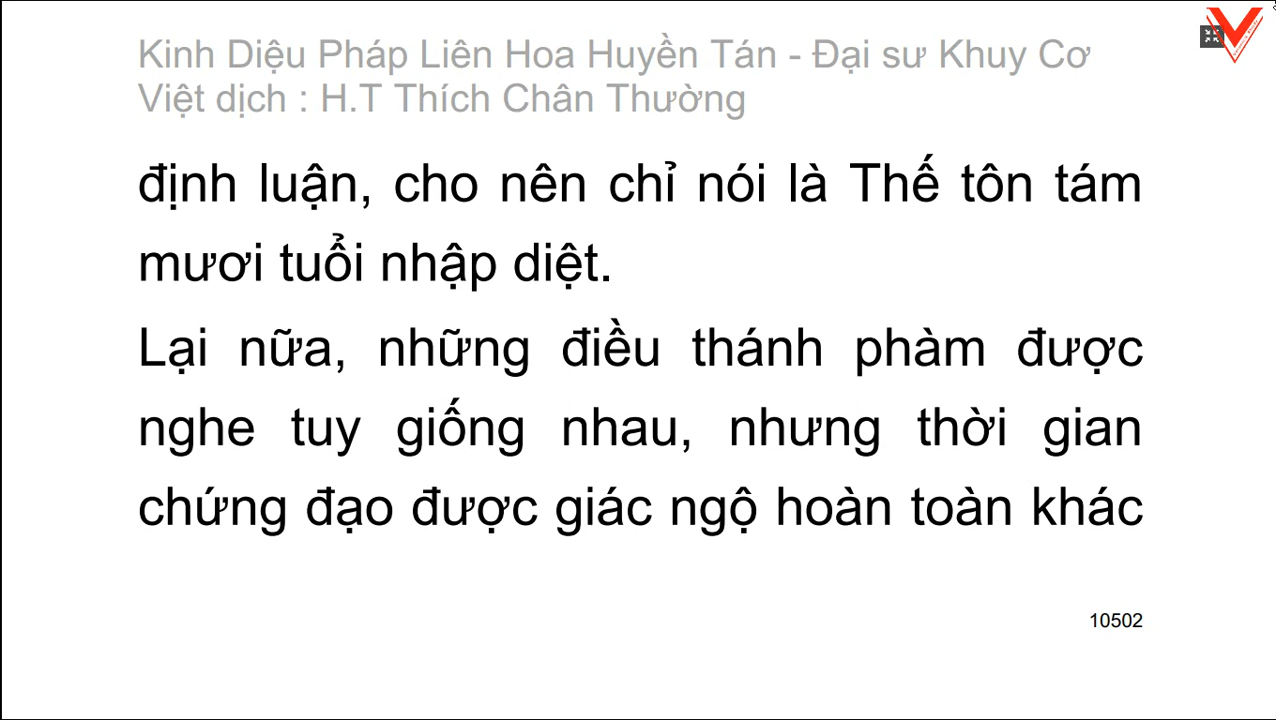 Kinh Diệu Pháp Liên Hoa Huyền Tán - Đại sư Khuy Cơ
Việt dịch : H.T Thích Chân Thường
định luận, cho nên chỉ nói là Thế tôn tám
mươi tuổi nhập diệt.
Lại nữa, những điều thánh phàm được
nghe tuy giống nhau, nhưng thời gian
chứng đạo được giác ngộ hoàn toàn khác
10502